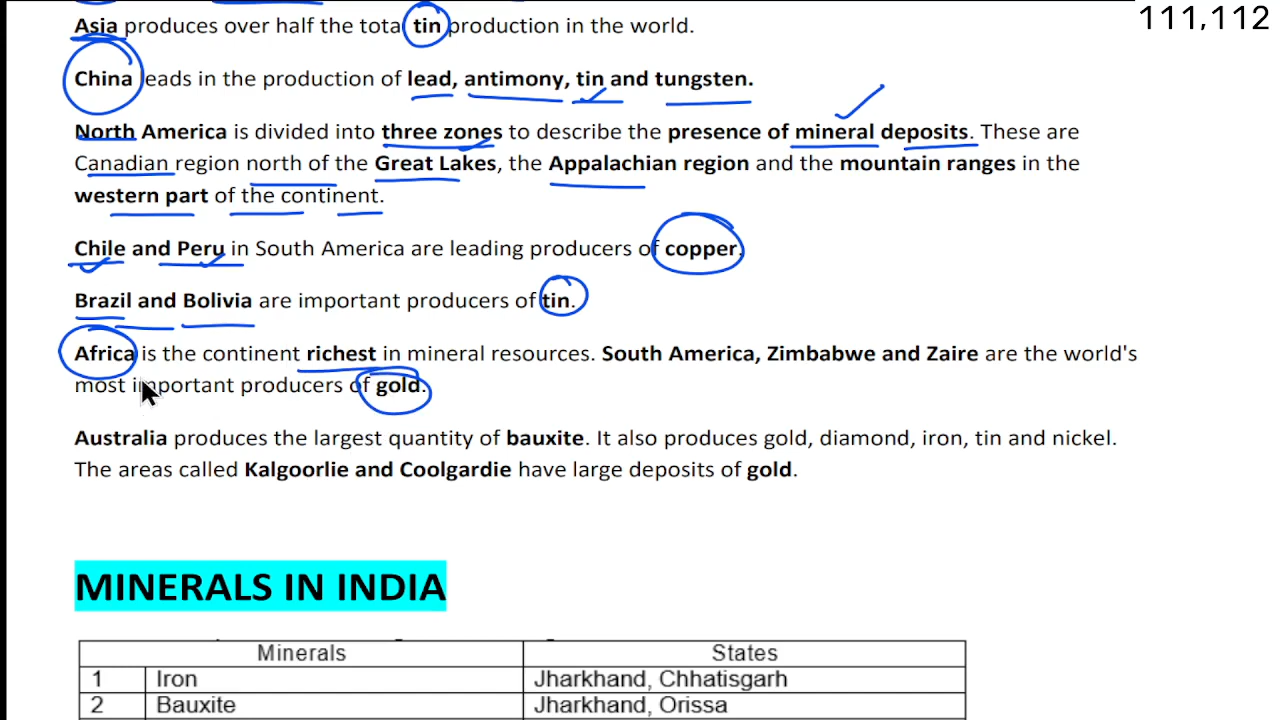 111,112
Asia produces over half the tota tin production in the world.
China eads in the production of lead, antimony, tin and tungsten.
North America is divided into three zones to describe the presence of mineral deposits. These are
Canadian region north of the Great Lakes, the Appalachian region and the mountain ranges in the
western part of the continent.
Chile and Peru in South America are leading producers of copper.
Brazil and Bolivia are important producers of tin.
Africa is the continent richest in mineral resources. South America, Zimbabwe and Zaire are the world's
most important producers of gold.
Australia produces the largest quantity of bauxite. It also produces gold, diamond, iron, tin and nickel.
The areas called Kalgoorlie and Coolgardie have large deposits of gold.
MINERALS IN INDIA
Minerals States
1 Iron Jharkhand, Chhatisgarh
2 Bauxite Jharkhand, Orissa